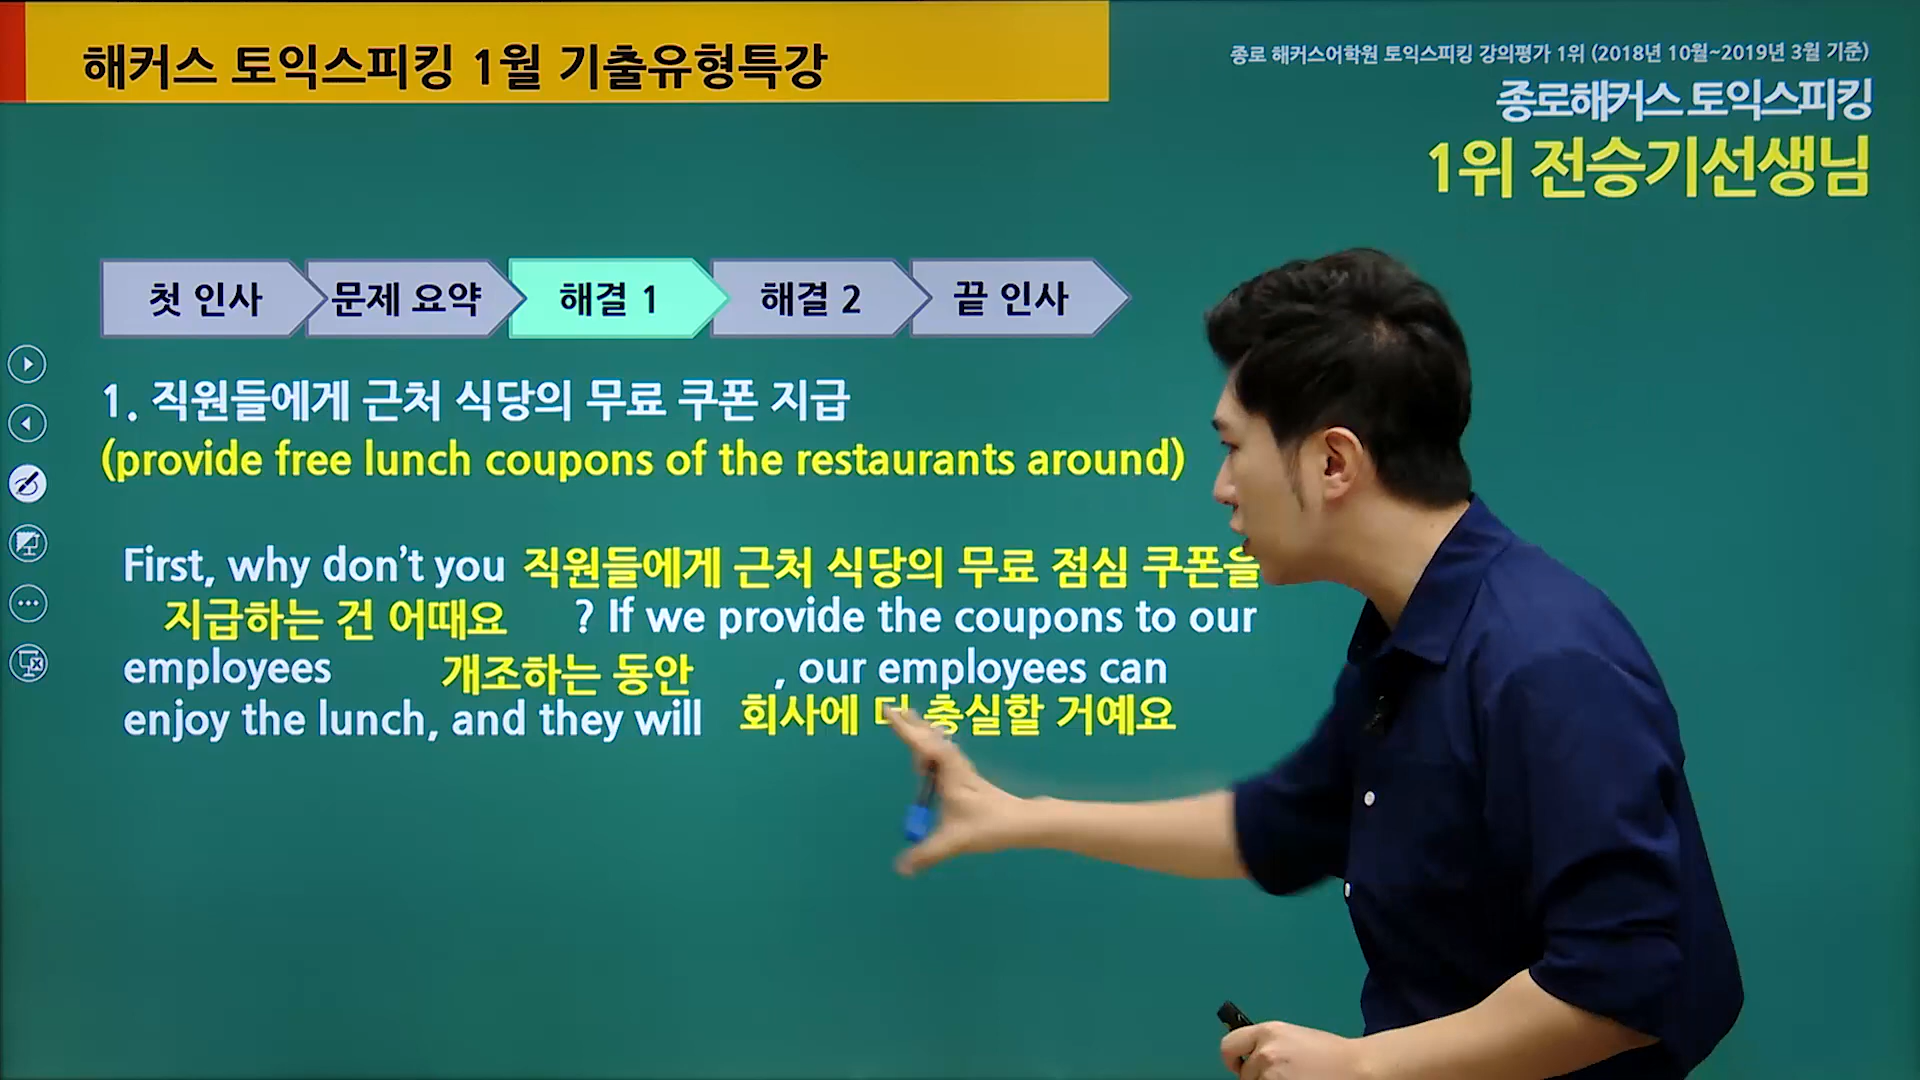 해커스 토익스피킹 1월 기출유형특강
종로 해커스어학원 토익스피킹 강의평가 1위 (2018년 10월~2019년 3월 기준)
종로해커스 토익스피킹
1위 전승기선생님
첫 인사
문제 요약
해결 1
해결 2
끝 인사
1. 직원들에게 근처 식당의 무료 쿠폰 지급
(provide free lunch coupons of the restaurants around)
First, why don't you 직원들에게 근처 식당의 무료 점심 쿠폰을
지급하는 건 어때요 ? If we provide the coupons to our
employees 개조하는 동안 , our employees can
enjoy the lunch, and they will 회사에 충실할 거예요